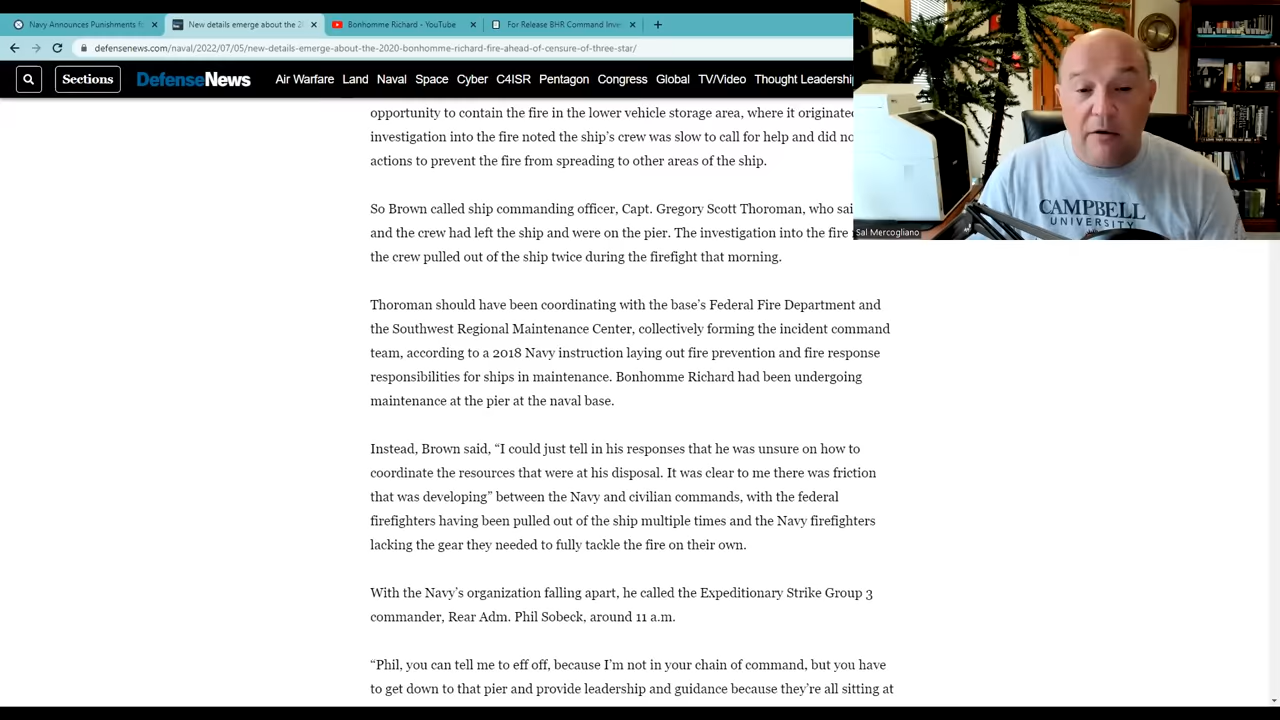 Navy Announces Punishments f
New details emerge about the 2
Bonhomme Richard - YouTube
For Release BHR Command Inve
defensenews.com/naval/2022/07/05/new-details-emerge-about-the-2020-bonhomme-richard-fire-ahead-of-censure-of-three-star/
Sections
DefenseNews
Air Warfare Land Naval Space Cyber C4ISR Pentagon Congress Global TV/Video Thought Leadership
opportunity to contain the fire in the lower vehicle storage area, where it originated
investigation into the fire noted the ship's crew was slow to call for help and did no
actions to prevent the fire from spreading to other areas of the ship.
So Brown called ship commanding officer, Capt. Gregory Scott Thoroman, who sai
and the crew had left the ship and were on the pier. The investigation into the fire
the crew pulled out of the ship twice during the firefight that morning.
Thoroman should have been coordinating with the base's Federal Fire Department and
the Southwest Regional Maintenance Center, collectively forming the incident command
team, according to a 2018 Navy instruction laying out fire prevention and fire response
responsibilities for ships in maintenance. Bonhomme Richard had been undergoing
maintenance at the pier at the naval base.
Instead, Brown said, “I could just tell in his responses that he was unsure on how to
coordinate the resources that were at his disposal. It was clear to me there was friction
that was developing” between the Navy and civilian commands, with the federal
firefighters having been pulled out of the ship multiple times and the Navy firefighters
lacking the gear they needed to fully tackle the fire on their own.
With the Navy's organization falling apart, he called the Expeditionary Strike Group 3
commander, Rear Adm. Phil Sobeck, around 11 a.m.
“Phil, you can tell me to eff off, because I'm not in your chain of command, but you have
to get down to that pier and provide leadership and guidance because they're all sitting at
CAMPBELL
UNIVERSITY
Sal Mercogliano